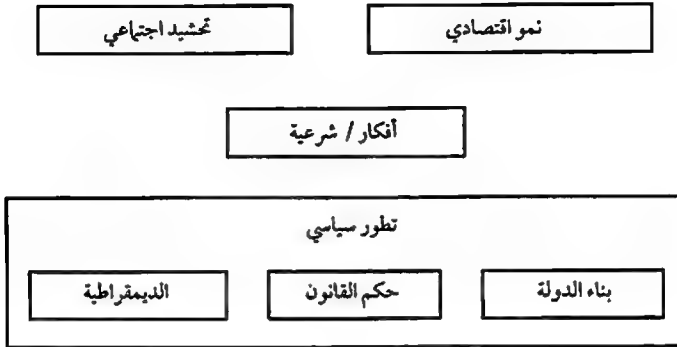 نمو اقتصادي
تحشيد اجتماعي
أفكار / شرعية
تطور سياسي
بناء الدولة
حكم القانون
الديمقراطية